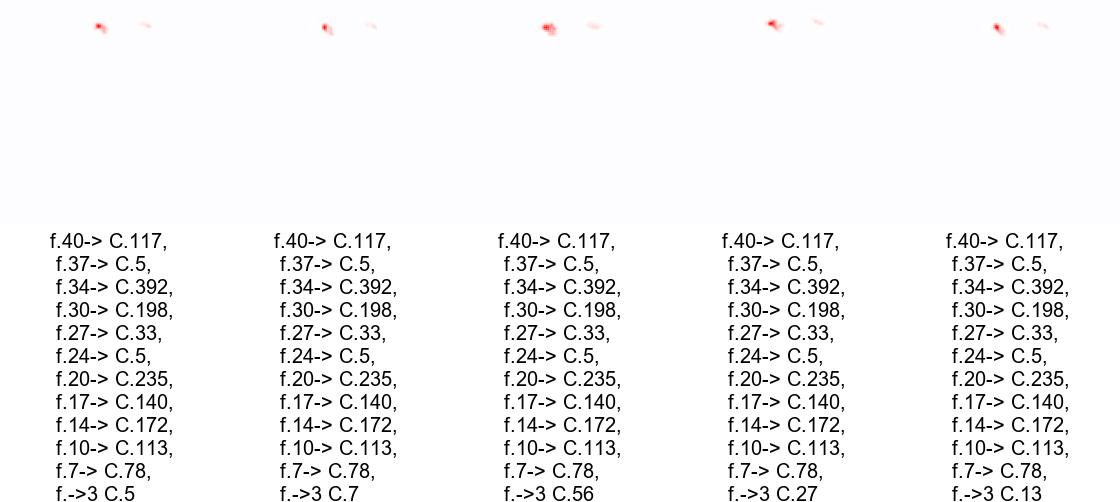 f.40-> C.117,
f.37-> C.5,
f.34-> C.392,
f.30-> C.198,
f.27-> C.33,
f.24-> C.5,
f.20-> C.235,
f.17-> C.140,
f.14-> C.172,
f.10-> C.113,
f.7-> C.78,
f.->3 C.5
f.40-> C.117,
f.37-> C.5,
f.34-> C.392,
f.30-> C.198,
f.27-> C.33,
f.24-> C.5,
f.20-> C.235,
f.17-> C.140,
f.14-> C.172,
f.10-> C.113,
f.7-> C.78,
f.->3 C.7
f.40-> C.117,
f.37-> C.5,
f.34-> C.392,
f.30-> C.198,
f.27-> C.33,
f.24-> C.5,
f.20-> C.235,
f.17-> C.140,
f.14-> C.172,
f.10-> C.113,
f.7-> C.78,
f.->3 C.56
f.40-> C.117,
f.37-> C.5,
f.34-> C.392,
f.30-> C.198,
f.27-> C.33,
f.24-> C.5,
f.20-> C.235,
f.17-> C.140,
f.14-> C.172,
f.10-> C.113,
f.7-> C.78,
f.->3 C.27
f.40-> C.117,
f.37-> C.5,
f.34-> C.392,
f.30-> C.198,
f.27-> C.33,
f.24-> C.5,
f.20-> C.235,
f.17-> C.140,
f.14-> C.172,
f.10-> C.113,
f.7-> C.78,
f.->3 C.13